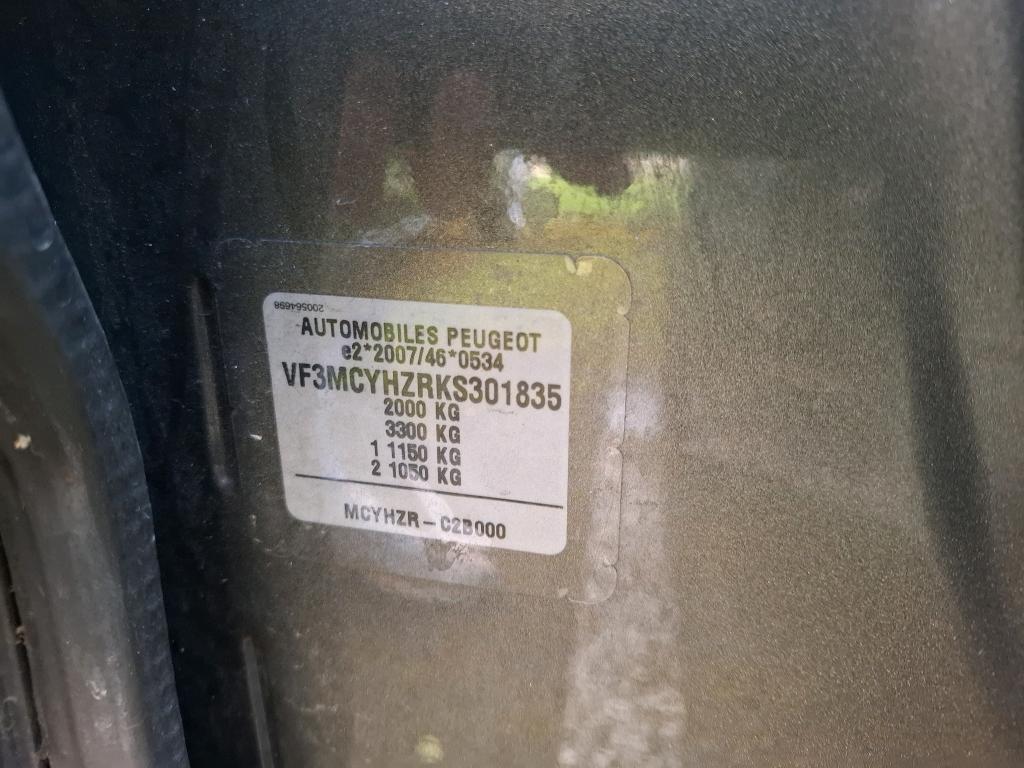 200564698
AUTOMOBILES PEUGEOT
e2*2007/46*0534
VF3MCYHZRKS301835
2000 KG
3300 KG
1 1150 KG
2 1050 KG
MCYHZR - C2B000